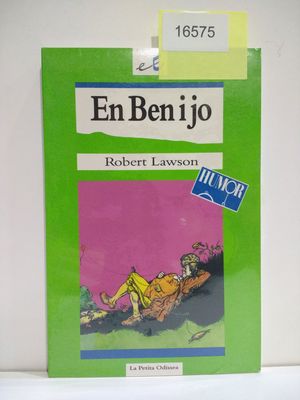 16575
En Ben i jo
Robert Lawson
HUMOR
La Petita Odissea